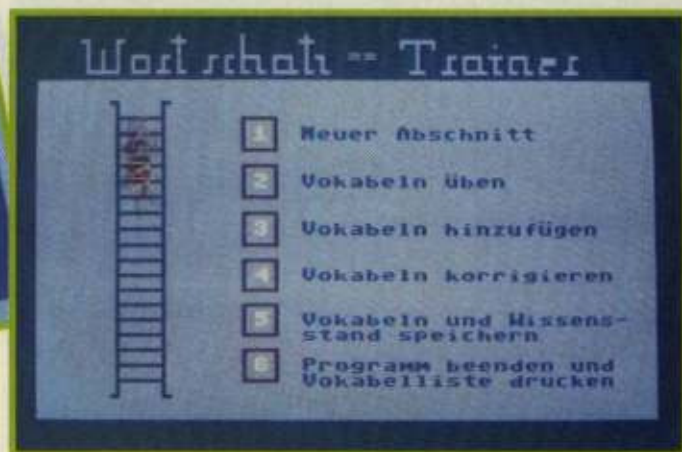 Wortschatz -- Trainer
1 Neuer Abschnitt
2 Vokabeln üben
3 Vokabeln hinzufügen
4 Vokabeln korrigieren
5 Vokabeln und Wissens-
stand speichern
6 Programm beenden und
Vokabelliste drucken